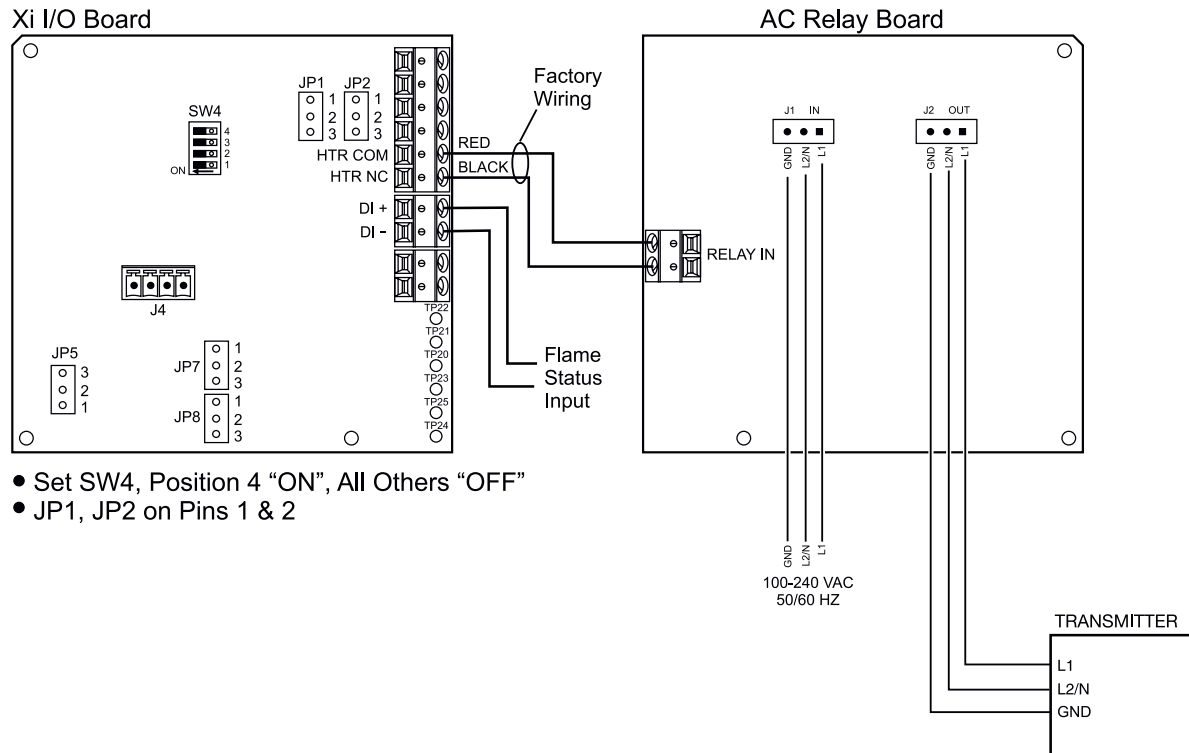 Xi I/O Board
AC Relay Board
JP1
1
2
3
JP2
1
2
3
SW4
4
3
2
1
ON
HTR COM
HTR NC
DI +
DI -
RED
BLACK
Factory
Wiring
J1 IN
GND
L2/N
L1
J2 OUT
GND
L2/N
L1
RELAY IN
J4
TP22
TP21
TP20
TP23
TP25
TP24
JP5
3
2
1
JP7
1
2
3
JP8
1
2
3
Flame
Status
Input
• Set SW4, Position 4 “ON”, All Others “OFF”
• JP1, JP2 on Pins 1 & 2
GND
L2/N
L1
100-240 VAC
50/60 HZ
TRANSMITTER
L1
L2/N
GND